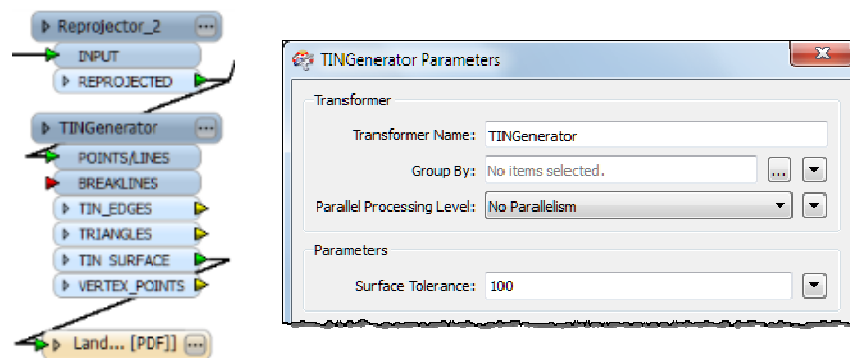 Reprojector_2
INPUT
REPROJECTED
TINGenerator
POINTS/LINES
BREAKLINES
TIN_EDGES
TRIANGLES
TIN_SURFACE
VERTEX_POINTS
Land... [PDF]]
TINGenerator Parameters
Transformer
Transformer Name:: TINGenerator
Group By:: No items selected.
Parallel Processing Level:: No Parallelism
Parameters
Surface Tolerance:: 100